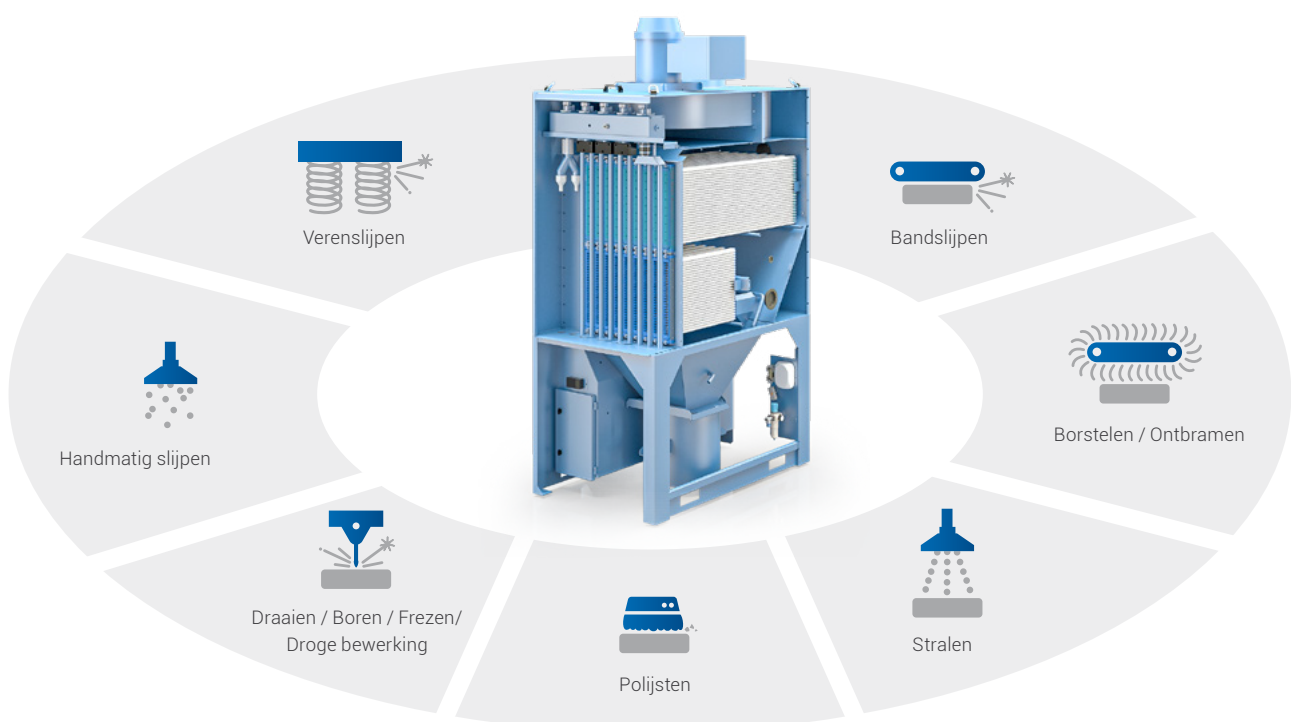 Verenslijpen
Bandslijpen
Handmatig slijpen
Borstelen / Ontbramen
Draaien / Boren / Frezen/
Droge bewerking
Stralen
Polijsten